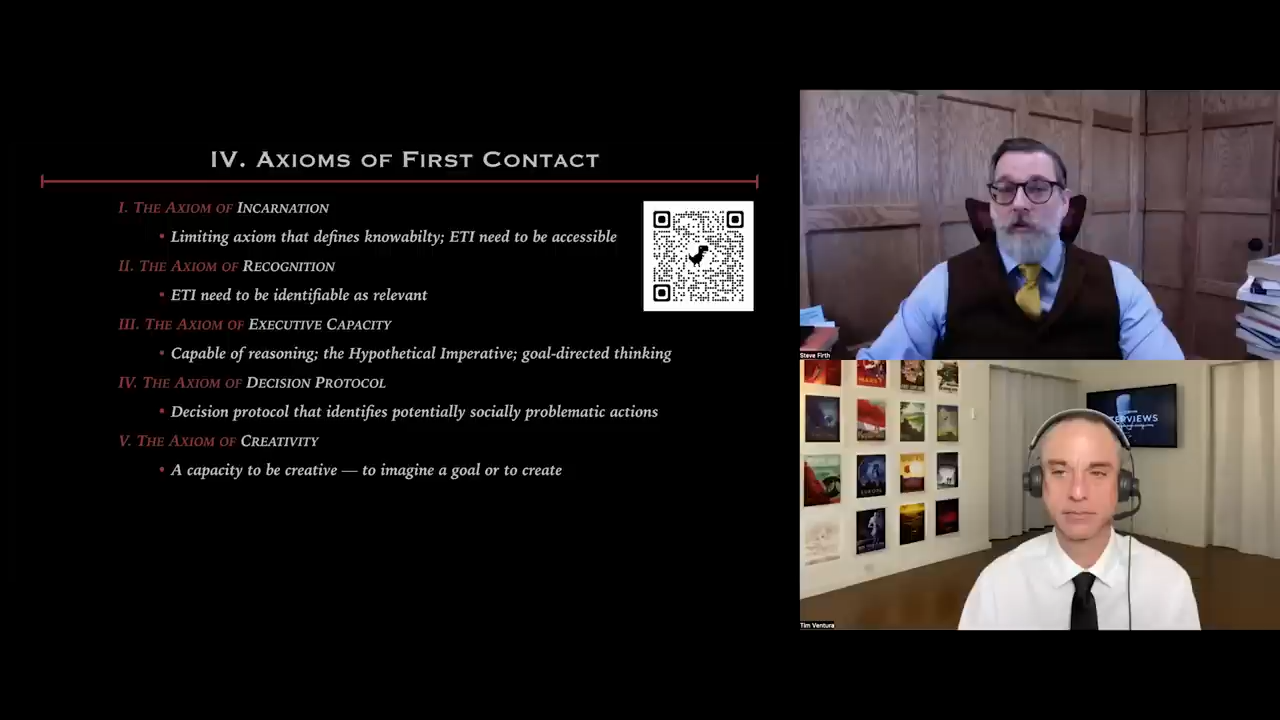 IV. Axioms of First Contact
I. The Axiom of Incarnation
• Limiting axiom that defines knowabilty; ETI need to be accessible
II. The Axiom of Recognition
• ETI need to be identifiable as relevant
III. The Axiom of Executive Capacity
• Capable of reasoning; the Hypothetical Imperative; goal-directed thinking
IV. The Axiom of Decision Protocol
• Decision protocol that identifies potentially socially problematic actions
V. The Axiom of Creativity
• A capacity to be creative — to imagine a goal or to create
Steve Firth
Tim Ventura